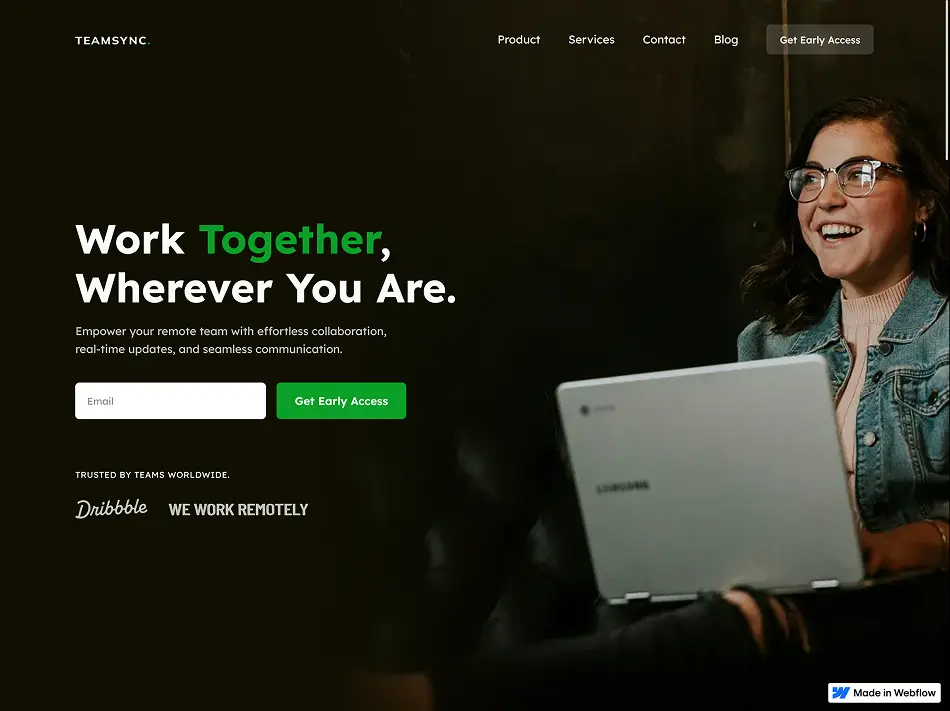 TEAMSYNC.
Product Services Contact Blog Get Early Access
Work Together,
Wherever You Are.
Empower your remote team with effortless collaboration,
real-time updates, and seamless communication.
Email Get Early Access
TRUSTED BY TEAMS WORLDWIDE.
Dribbble WE WORK REMOTELY
SAMSUNG
Made in Webflow